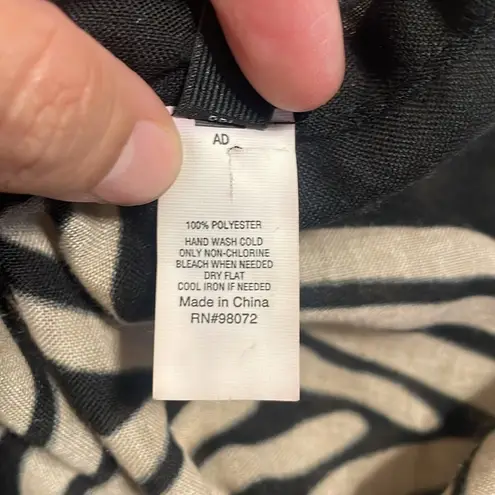 AD
100% POLYESTER
HAND WASH COLD
ONLY NON-CHLORINE
BLEACH WHEN NEEDED
DRY FLAT
COOL IRON IF NEEDED
Made in China
RN#98072